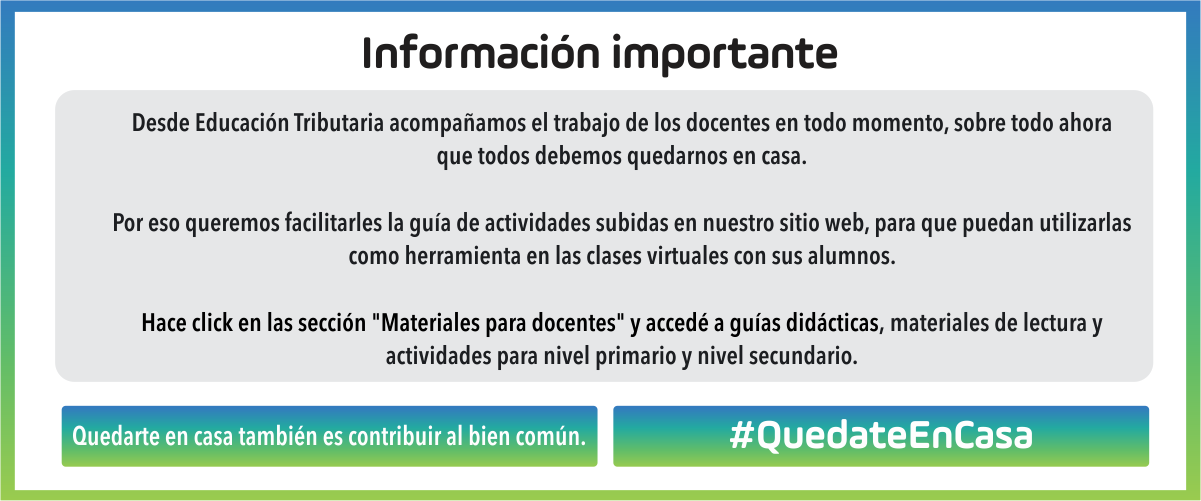 Información importante
Desde Educación Tributaria acompañamos el trabajo de los docentes en todo momento, sobre todo ahora
que todos debemos quedarnos en casa.
Por eso queremos facilitarles la guía de actividades subidas en nuestro sitio web, para que puedan utilizarlas
como herramienta en las clases virtuales con sus alumnos.
Hace click en las sección "Materiales para docentes" y accedé a guías didácticas, materiales de lectura y
actividades para nivel primario y nivel secundario.
Quedarte en casa también es contribuir al bien común.
#QuedateEnCasa